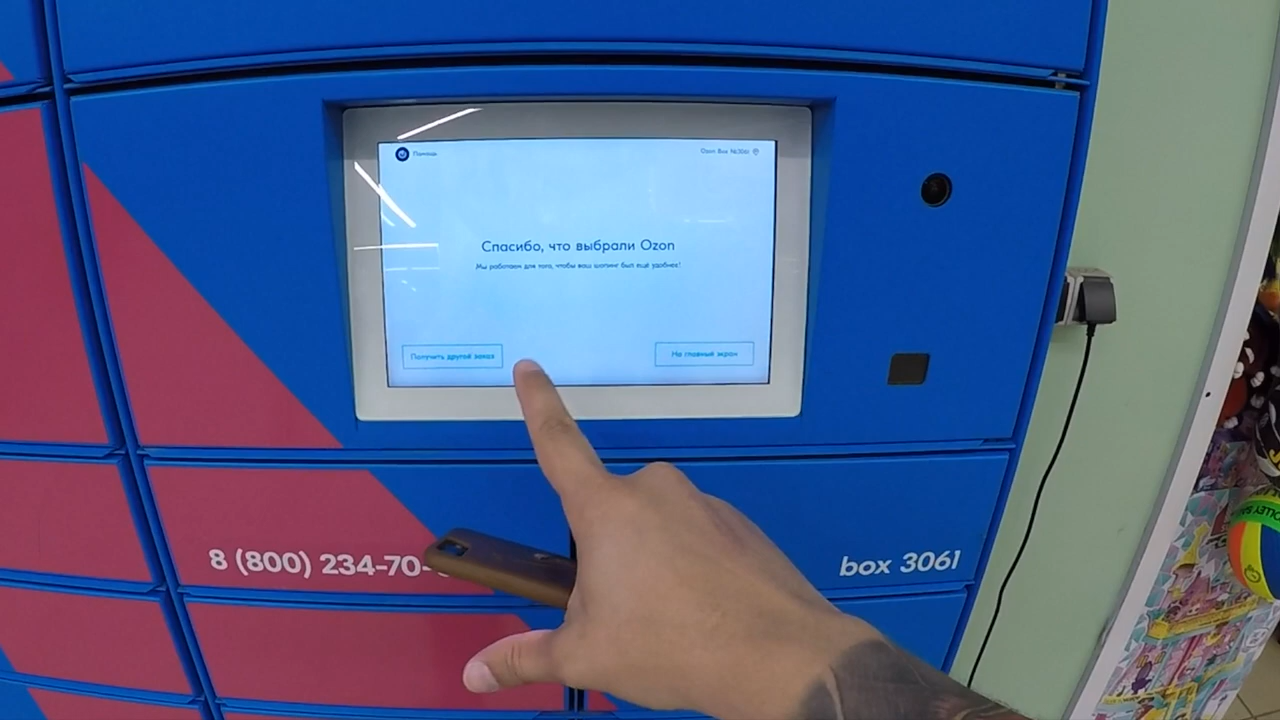 Помощь
Ozon Box №3061
Спасибо, что выбрали Ozon
Мы работаем для того, чтобы ваш шопинг был ещё удобнее!
Получить другой заказ
На главный экран
8 (800) 234-70-
box 3061